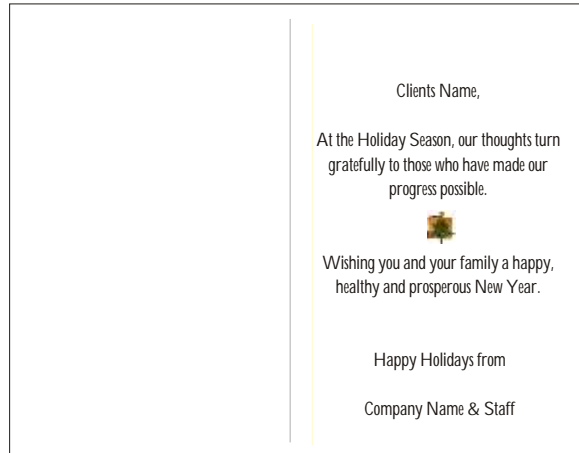 Clients Name,
At the Holiday Season, our thoughts turn
gratefully to those who have made our
progress possible.
Wishing you and your family a happy,
healthy and prosperous New Year.
Happy Holidays from
Company Name & Staff